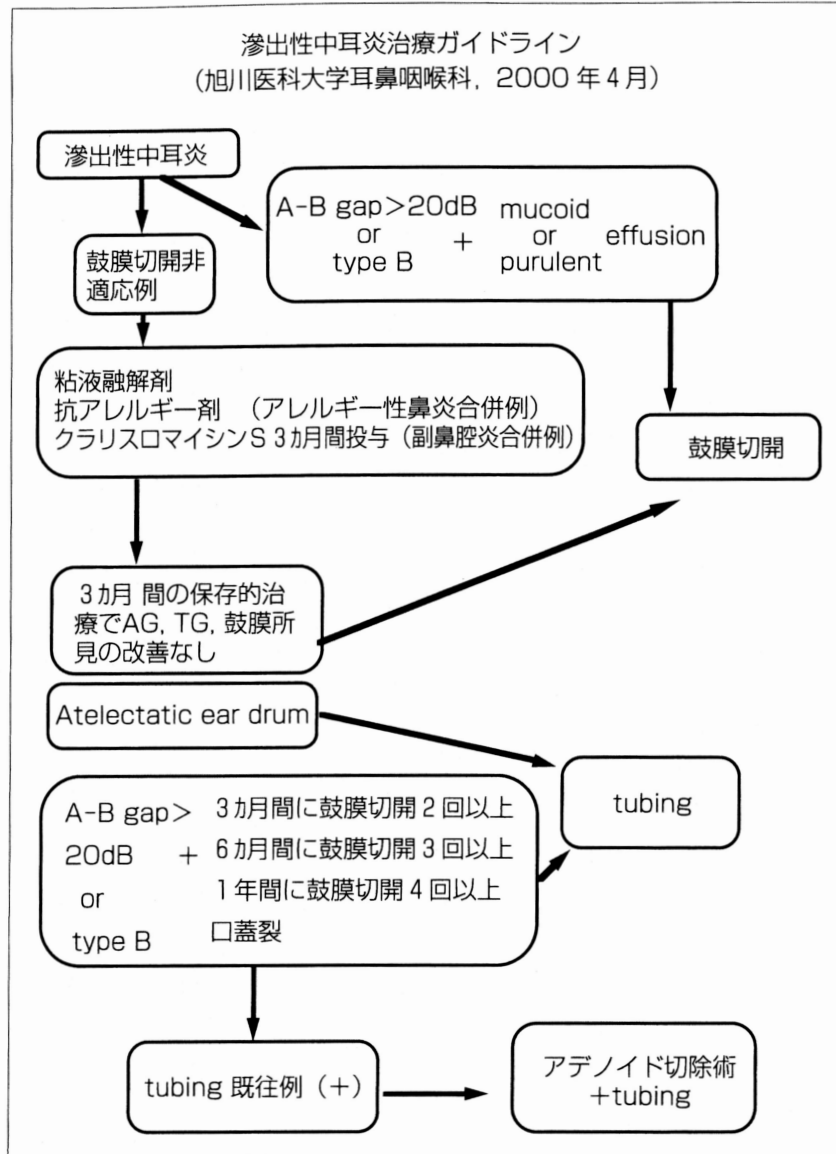 滲出性中耳炎治療ガイドライン
(旭川医科大学耳鼻咽喉科, 2000年4月)
滲出性中耳炎
A-B gap>20dB
or
type B
+
mucoid
or
purulent
effusion
鼓膜切開非
適応例
粘液融解剤
抗アレルギー剤 (アレルギー性鼻炎合併例)
クラリスロマイシンS 3ヵ月間投与 (副鼻腔炎合併例)
鼓膜切開
3ヵ月 間の保存的治
療でAG, TG, 鼓膜所
見の改善なし
Atelectatic ear drum
tubing
A-B gap>
20dB
or
type B
+
3ヵ月間に鼓膜切開2回以上
6ヵ月間に鼓膜切開3回以上
1年間に鼓膜切開4回以上
口蓋裂
tubing 既往例 (+)
アデノイド切除術
+tubing